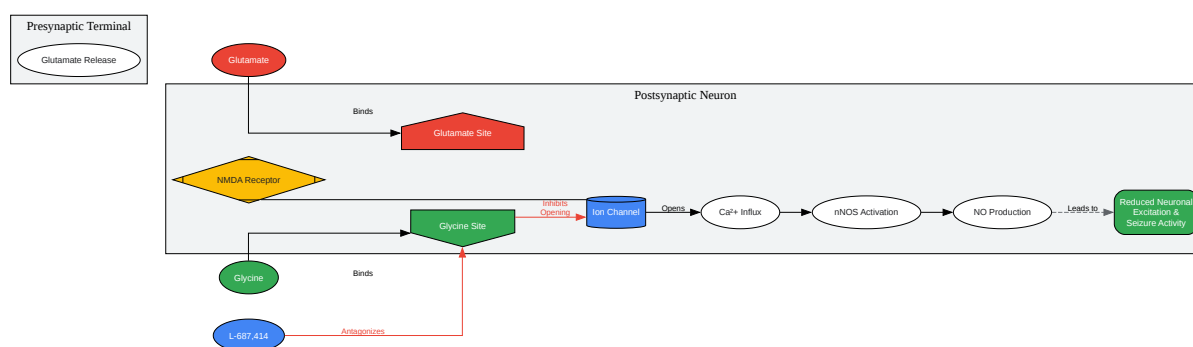 Presynaptic Terminal
Glutamate Release
Glutamate
Postsynaptic Neuron
Binds
Glutamate Site
NMDA Receptor
Inhibits
Opening
Ion Channel
Opens
Ca²+ Influx
nNOS Activation
NO Production
Leads to
Reduced Neuronal
Excitation &
Seizure Activity
Glycine Site
Glycine
Binds
L-687,414
Antagonizes